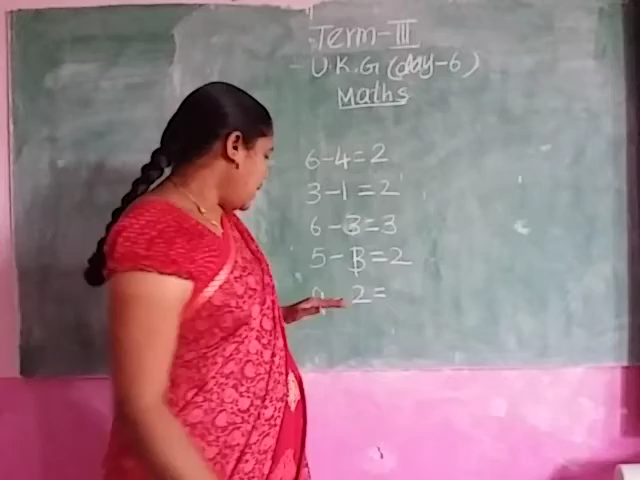 Term-III
- U.K.G (day-6)
Maths
6-4=2
3-1=2
6-3=3
5-3=2
2=